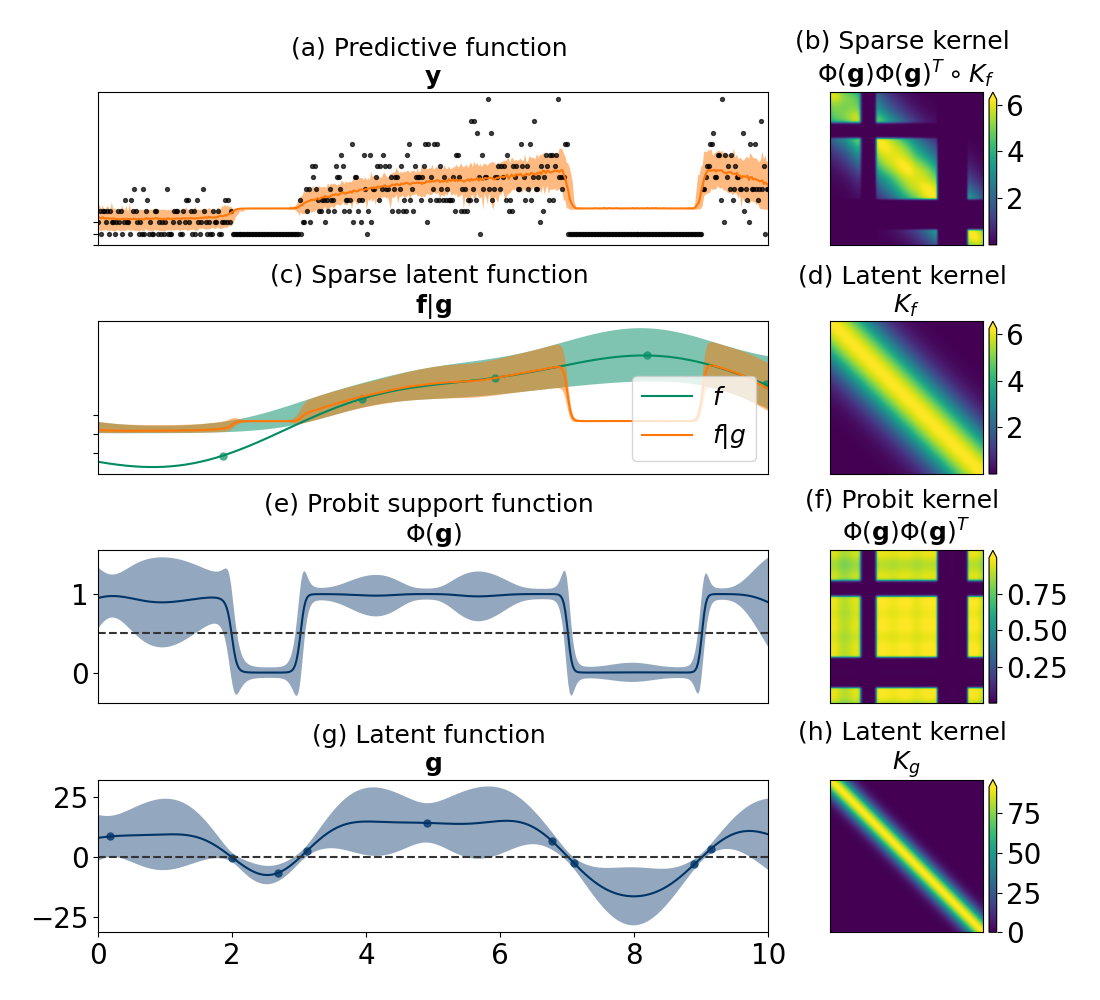 (a) Predictive function
y
(b) Sparse kernel
Φ(g)Φ(g)ᵀ ∘ K_f
6
4
2
(c) Sparse latent function
f|g
f
f|g
(d) Latent kernel
K_f
6
4
2
(e) Probit support function
Φ(g)
1
0
(f) Probit kernel
Φ(g)Φ(g)ᵀ
0.75
0.50
0.25
(g) Latent function
g
25
0
−25
0 2 4 6 8 10
(h) Latent kernel
K_g
75
50
25
0